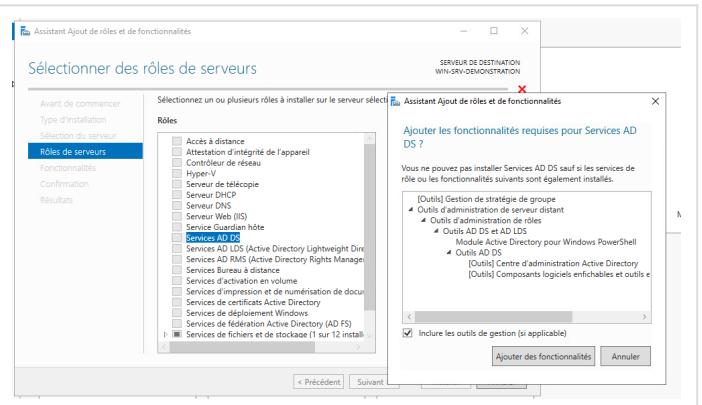 Assistant Ajout de rôles et de fonctionnalités
Sélectionner des rôles de serveurs
SERVEUR DE DESTINATION
WIN-SRV-DEMONSTRATION
Avant de commencer
Type d'installation
Sélection du serveur
Rôles de serveurs
Fonctionnalités
Confirmation
Résultats
Sélectionnez un ou plusieurs rôles à installer sur le serveur sélecti
Rôles
Accès à distance
Attestation d'intégrité de l'appareil
Contrôleur de réseau
Hyper-V
Serveur de télécopie
Serveur DHCP
Serveur DNS
Serveur Web (IIS)
Service Guardian hôte
Services AD DS
Services AD LDS (Active Directory Lightweight Dire
Services AD RMS (Active Directory Rights Manage
Services Bureau à distance
Services d'activation en volume
Services d'impression et de numérisation de docu
Services de certificats Active Directory
Services de déploiement Windows
Services de fédération Active Directory (AD FS)
Services de fichiers et de stockage (1 sur 12 install
< Précédent
Suivant
Assistant Ajout de rôles et de fonctionnalités
Ajouter les fonctionnalités requises pour Services AD
DS ?
Vous ne pouvez pas installer Services AD DS sauf si les services de
rôle ou les fonctionnalités suivants sont également installés.
[Outils] Gestion de stratégie de groupe
Outils d'administration de serveur distant
Outils d'administration de rôles
Outils AD DS et AD LDS
Module Active Directory pour Windows PowerShell
Outils AD DS
[Outils] Centre d'administration Active Directory
[Outils] Composants logiciels enfichables et outils e
Inclure les outils de gestion (si applicable)
Ajouter des fonctionnalités
Annuler